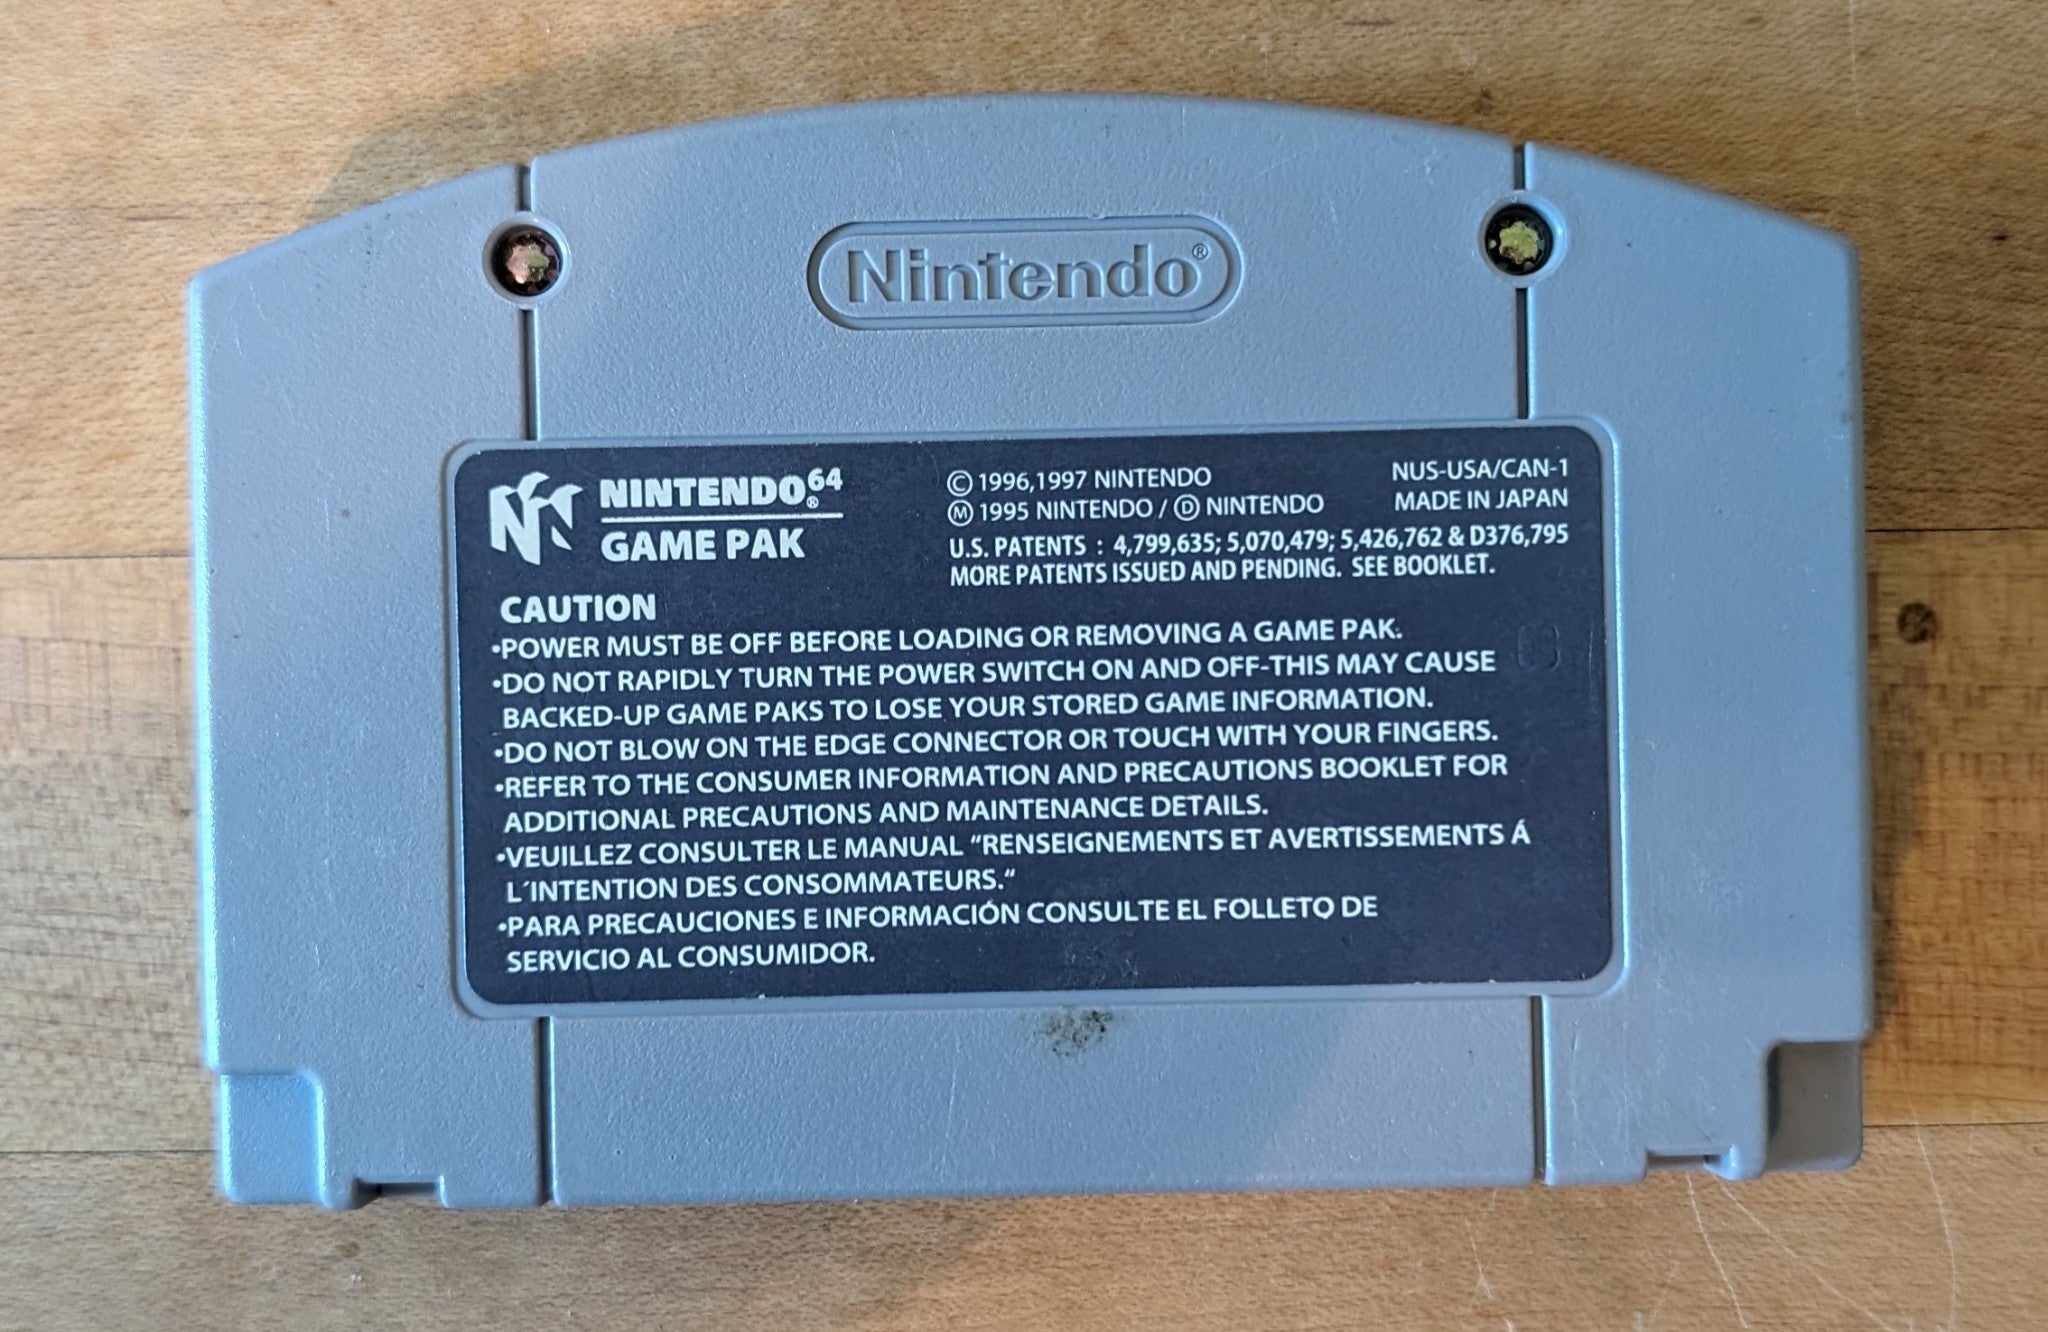 Nintendo®
NINTENDO64®
GAME PAK
© 1996,1997 NINTENDO
Ⓜ 1995 NINTENDO / Ⓓ NINTENDO
NUS-USA/CAN-1
MADE IN JAPAN
U.S. PATENTS : 4,799,635; 5,070,479; 5,426,762 & D376,795
MORE PATENTS ISSUED AND PENDING. SEE BOOKLET.
CAUTION
•POWER MUST BE OFF BEFORE LOADING OR REMOVING A GAME PAK.
•DO NOT RAPIDLY TURN THE POWER SWITCH ON AND OFF-THIS MAY CAUSE
BACKED-UP GAME PAKS TO LOSE YOUR STORED GAME INFORMATION.
•DO NOT BLOW ON THE EDGE CONNECTOR OR TOUCH WITH YOUR FINGERS.
•REFER TO THE CONSUMER INFORMATION AND PRECAUTIONS BOOKLET FOR
ADDITIONAL PRECAUTIONS AND MAINTENANCE DETAILS.
•VEUILLEZ CONSULTER LE MANUAL “RENSEIGNEMENTS ET AVERTISSEMENTS Á
L´INTENTION DES CONSOMMATEURS.“
•PARA PRECAUCIONES E INFORMACIÓN CONSULTE EL FOLLETO DE
SERVICIO AL CONSUMIDOR.